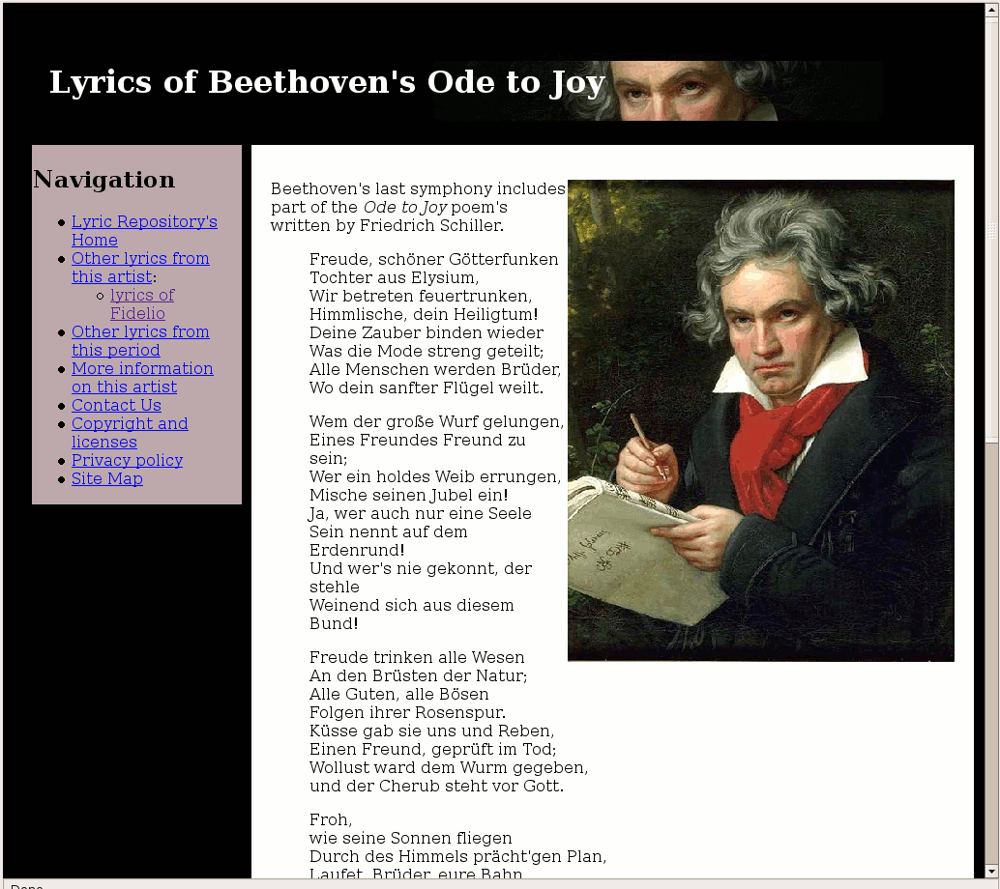 Lyrics of Beethoven's Ode to Joy
Navigation
Lyric Repository's
Home
Other lyrics from
this artist:
lyrics of
Fidelio
Other lyrics from
this period
More information
on this artist
Contact Us
Copyright and
licenses
Privacy policy
Site Map
Beethoven's last symphony includes
part of the Ode to Joy poem's
written by Friedrich Schiller.
Freude, schöner Götterfunken
Tochter aus Elysium,
Wir betreten feuertrunken,
Himmlische, dein Heiligtum!
Deine Zauber binden wieder
Was die Mode streng geteilt;
Alle Menschen werden Brüder,
Wo dein sanfter Flügel weilt.
Wem der große Wurf gelungen,
Eines Freundes Freund zu
sein;
Wer ein holdes Weib errungen,
Mische seinen Jubel ein!
Ja, wer auch nur eine Seele
Sein nennt auf dem
Erdenrund!
Und wer's nie gekonnt, der
stehle
Weinend sich aus diesem
Bund!
Freude trinken alle Wesen
An den Brüsten der Natur;
Alle Guten, alle Bösen
Folgen ihrer Rosenspur.
Küsse gab sie uns und Reben,
Einen Freund, geprüft im Tod;
Wollust ward dem Wurm gegeben,
und der Cherub steht vor Gott.
Froh,
wie seine Sonnen fliegen
Durch des Himmels prächt'gen Plan,
Laufet, Brüder, eure Bahn,
Done